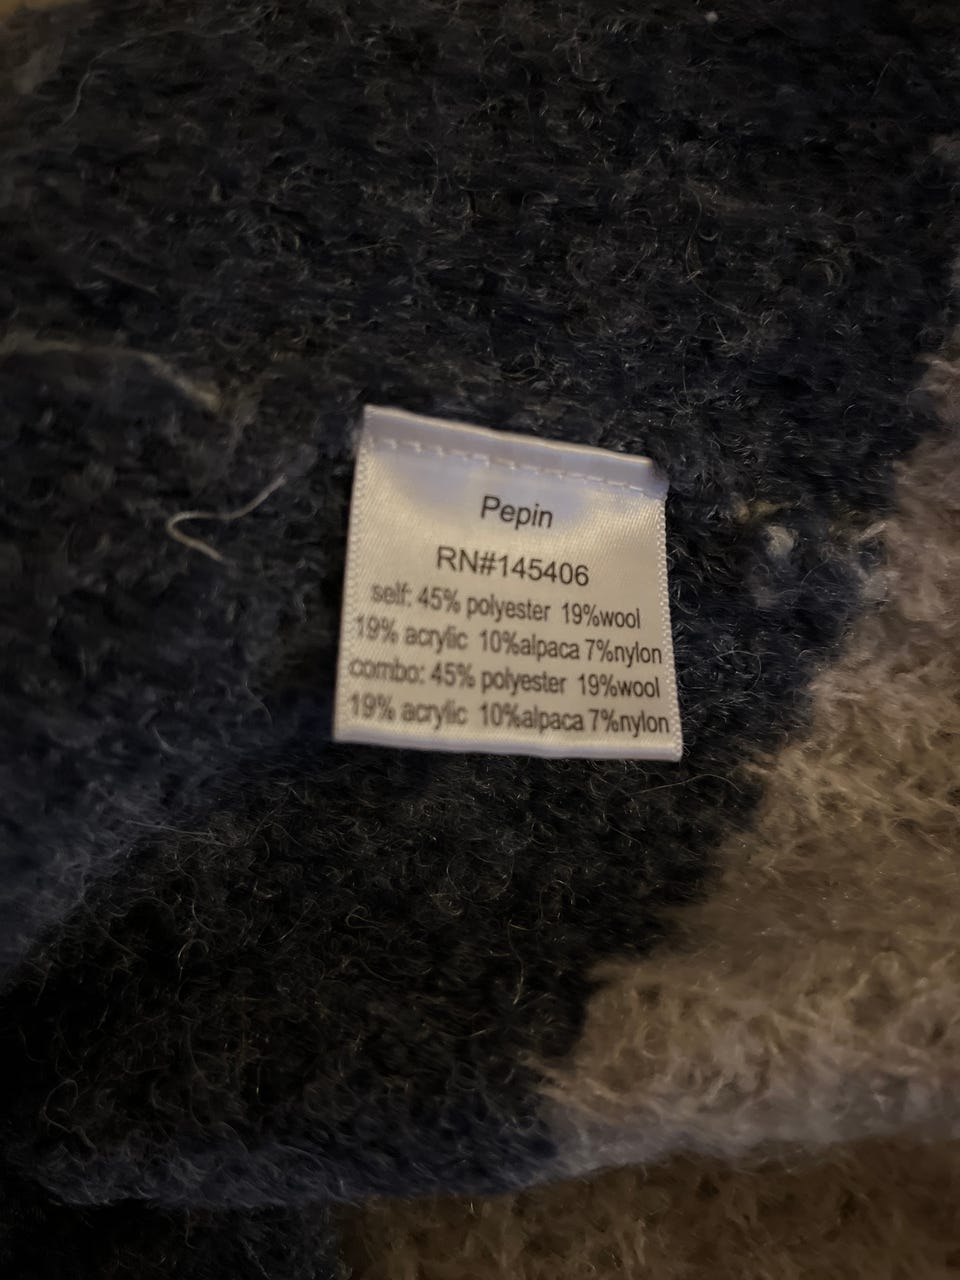 Pepin
RN#145406
self: 45% polyester 19%wool
19% acrylic 10%alpaca 7%nylon
combo: 45% polyester 19%wool
19% acrylic 10%alpaca 7%nylon